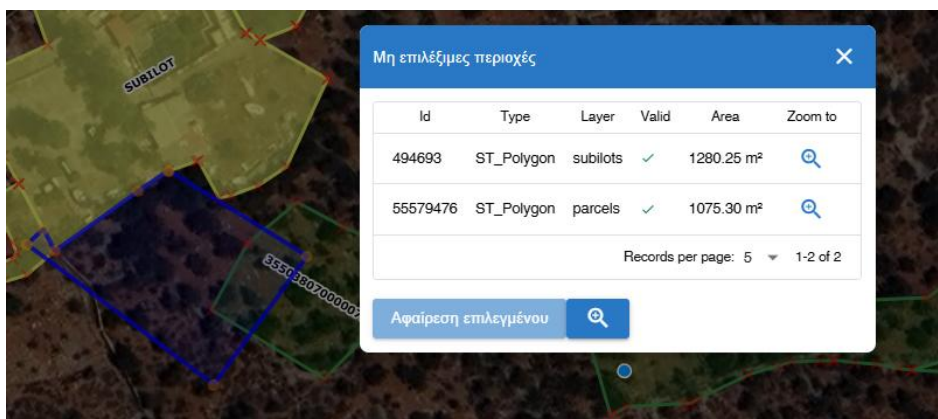 SUBILOT
35503807000007
Μη επιλέξιμες περιοχές
Id Type Layer Valid Area Zoom to
494693 ST_Polygon subilots 1280.25 m²
55579476 ST_Polygon parcels 1075.30 m²
Records per page: 5 1-2 of 2
Αφαίρεση επιλεγμένου